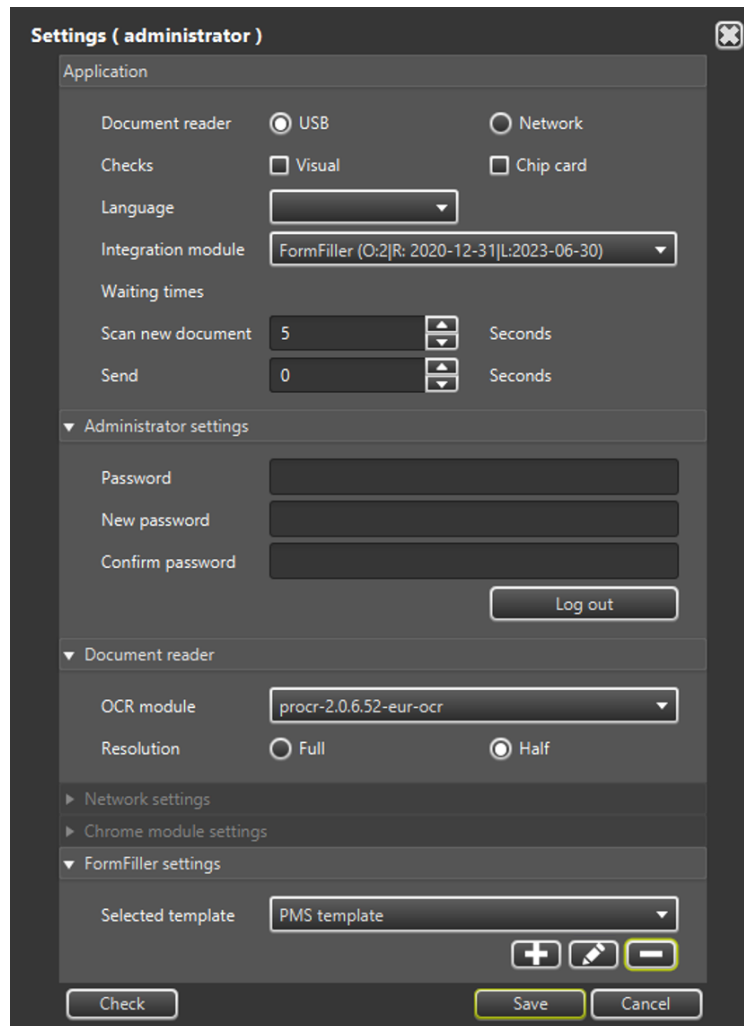 Settings ( administrator )
Application
Document reader USB Network
Checks Visual Chip card
Language
Integration module FormFiller (O:2|R: 2020-12-31|L:2023-06-30)
Waiting times
Scan new document 5 Seconds
Send 0 Seconds
Administrator settings
Password
New password
Confirm password
Log out
Document reader
OCR module procr-2.0.6.52-eur-ocr
Resolution Full Half
Network settings
Chrome module settings
FormFiller settings
Selected template PMS template
Check Save Cancel